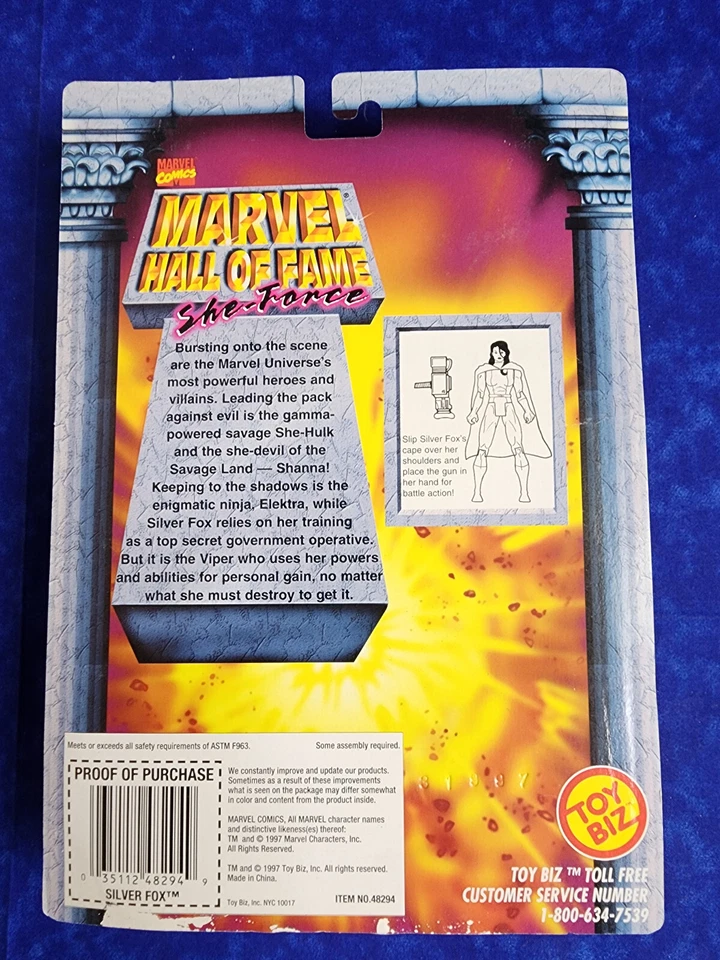 MARVEL
COMICS
MARVEL®
HALL OF FAME
She-Force
Bursting onto the scene
are the Marvel Universe's
most powerful heroes and
villains. Leading the pack
against evil is the gamma-
powered savage She-Hulk
and the she-devil of the
Savage Land — Shanna!
Keeping to the shadows is the
enigmatic ninja, Elektra, while
Silver Fox relies on her training
as a top secret government operative.
But it is the Viper who uses her powers
and abilities for personal gain, no matter
what she must destroy to get it.
Slip Silver Fox's
cape over her
shoulders and
place the gun in
her hand for
battle action!
Meets or exceeds all safety requirements of ASTM F963.
Some assembly required.
PROOF OF PURCHASE
0 35112 48294 9
SILVER FOX™
We constantly improve and update our products.
Sometimes as a result of these improvements
what is seen on the package may differ somewhat
in color and content from the product inside.
MARVEL COMICS, All MARVEL character names
and distinctive likeness(es) thereof:
TM and © 1997 Marvel Characters, Inc.
All Rights Reserved.
TM and © 1997 Toy Biz, Inc. All rights reserved.
Made in China.
Toy Biz, Inc. NYC 10017
ITEM NO.48294
TOY
BIZ
TOY BIZ™ TOLL FREE
CUSTOMER SERVICE NUMBER
1-800-634-7539